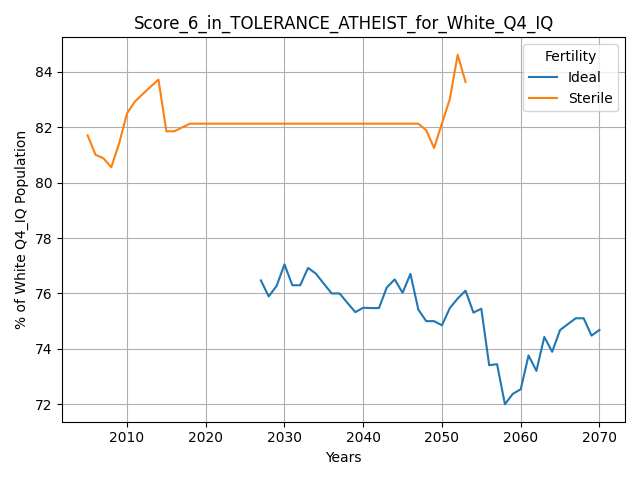 Score_6_in_TOLERANCE_ATHEIST_for_White_Q4_IQ
Fertility
Ideal
Sterile
% of White Q4_IQ Population
84
82
80
78
76
74
72
2010 2020 2030 2040 2050 2060 2070
Years